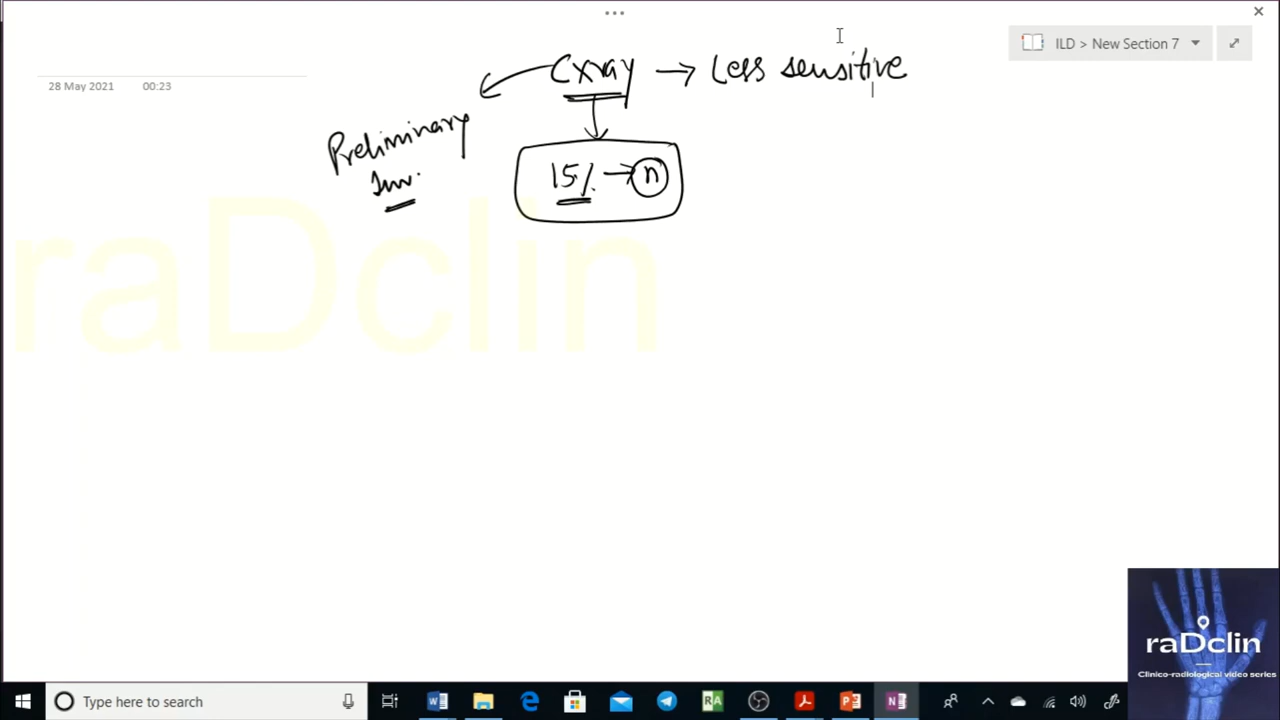 ...
ILD > New Section 7
28 May 2021 00:23
Cxray → Less sensitive
Preliminary
Inv.
15% → n
raDclin
raDclin
Clinico-radiological video series
Type here to search